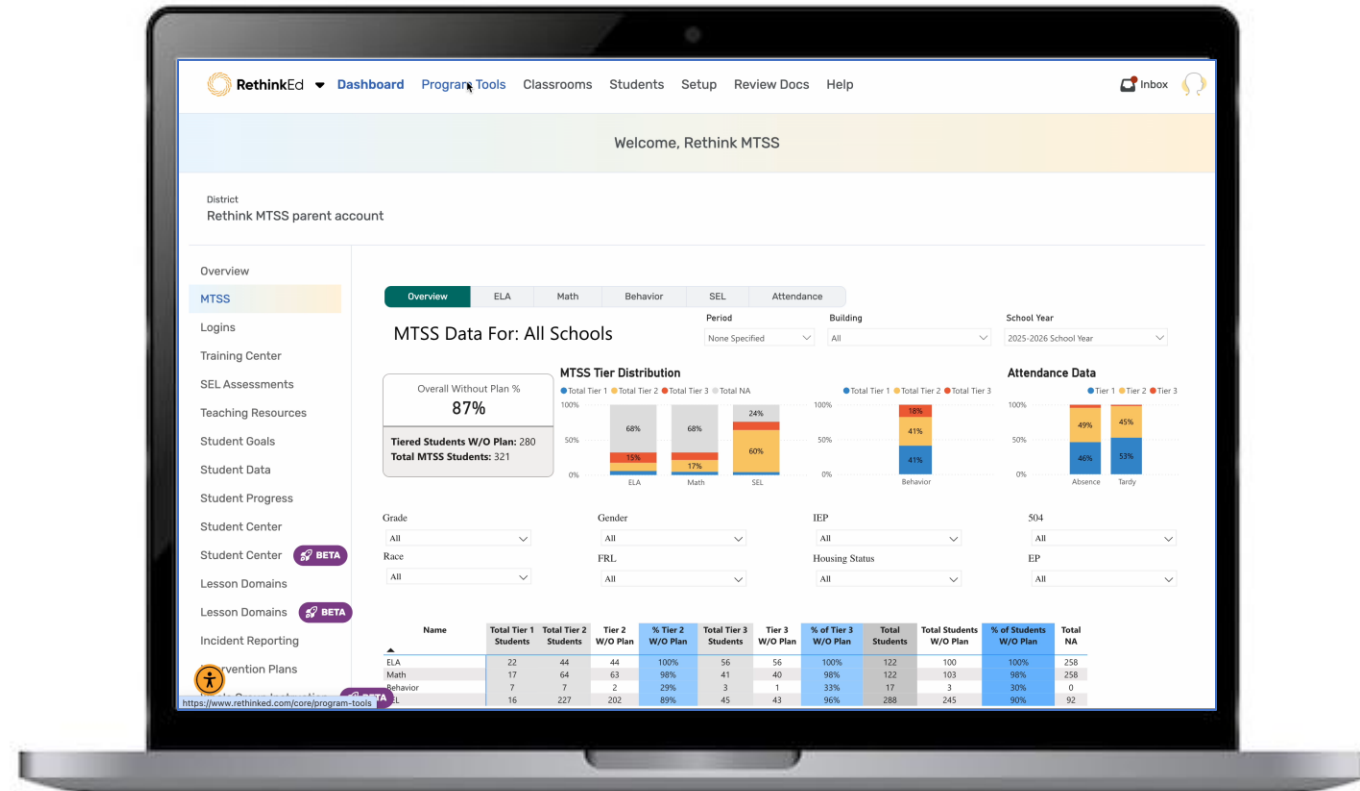 RethinkEd Dashboard Program Tools Classrooms Students Setup Review Docs Help Inbox
Welcome, Rethink MTSS
District
Rethink MTSS parent account
Overview
MTSS
Logins
Training Center
SEL Assessments
Teaching Resources
Student Goals
Student Data
Student Progress
Student Center
Student Center BETA
Lesson Domains
Lesson Domains BETA
Incident Reporting
Plans
https://www.rethinked.com/core/program-tools
Overview ELA Math Behavior SEL Attendance
MTSS Data For: All Schools
Period
None Specified
Building
All
School Year
2025-2026 School Year
Overall Without Plan %
87%
Tiered Students W/O Plan: 280
Total MTSS Students: 321
MTSS Tier Distribution
Total Tier 1 Total Tier 2 Total Tier 3 Total NA
100%
50%
0%
68%
15%
68%
17%
24%
60%
ELA Math SEL
Total Tier 1 Total Tier 2 Total Tier 3
100%
50%
0%
18%
41%
41%
Behavior
Attendance Data
Tier 1 Tier 2 Tier 3
100%
50%
0%
49%
46%
45%
53%
Absence Tardy
Grade
All
Gender
All
IEP
All
504
All
Race
All
FRL
All
Housing Status
All
EP
All
Name Total Tier 1 Students Total Tier 2 Students Tier 2 W/O Plan % Tier 2 W/O Plan Total Tier 3 Students Tier 3 W/O Plan % of Tier 3 W/O Plan Total Students Total Students W/O Plan % of Students W/O Plan Total NA
ELA 22 44 44 100% 56 56 100% 122 100 100% 258
Math 17 64 63 98% 41 40 98% 122 103 98% 258
Behavior 7 7 2 29% 3 1 33% 17 3 30% 0
16 227 202 89% 45 43 96% 288 245 90% 92